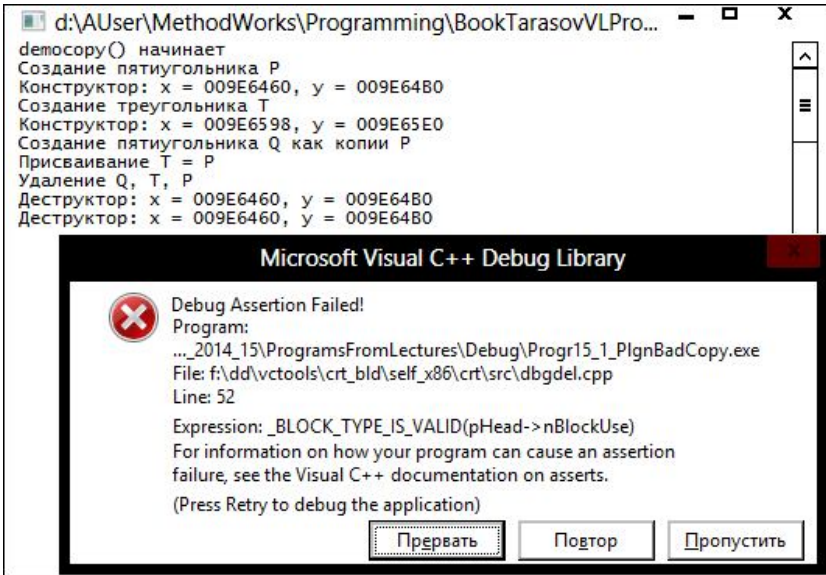 d:\AUser\MethodWorks\Programming\BookTarasovVLPro...
democopy() начинает
Создание пятиугольника P
Конструктор: x = 009E6460, y = 009E64B0
Создание треугольника T
Конструктор: x = 009E6598, y = 009E65E0
Создание пятиугольника Q как копии P
Присваивание T = P
Удаление Q, T, P
Деструктор: x = 009E6460, y = 009E64B0
Деструктор: x = 009E6460, y = 009E64B0
Microsoft Visual C++ Debug Library
Debug Assertion Failed!
Program:
..._2014_15\ProgramsFromLectures\Debug\Progr15_1_PlgnBadCopy.exe
File: f:\dd\vctools\crt_bld\self_x86\crt\src\dbgdel.cpp
Line: 52
Expression: _BLOCK_TYPE_IS_VALID(pHead->nBlockUse)
For information on how your program can cause an assertion
failure, see the Visual C++ documentation on asserts.
(Press Retry to debug the application)
Прервать Повтор Пропустить